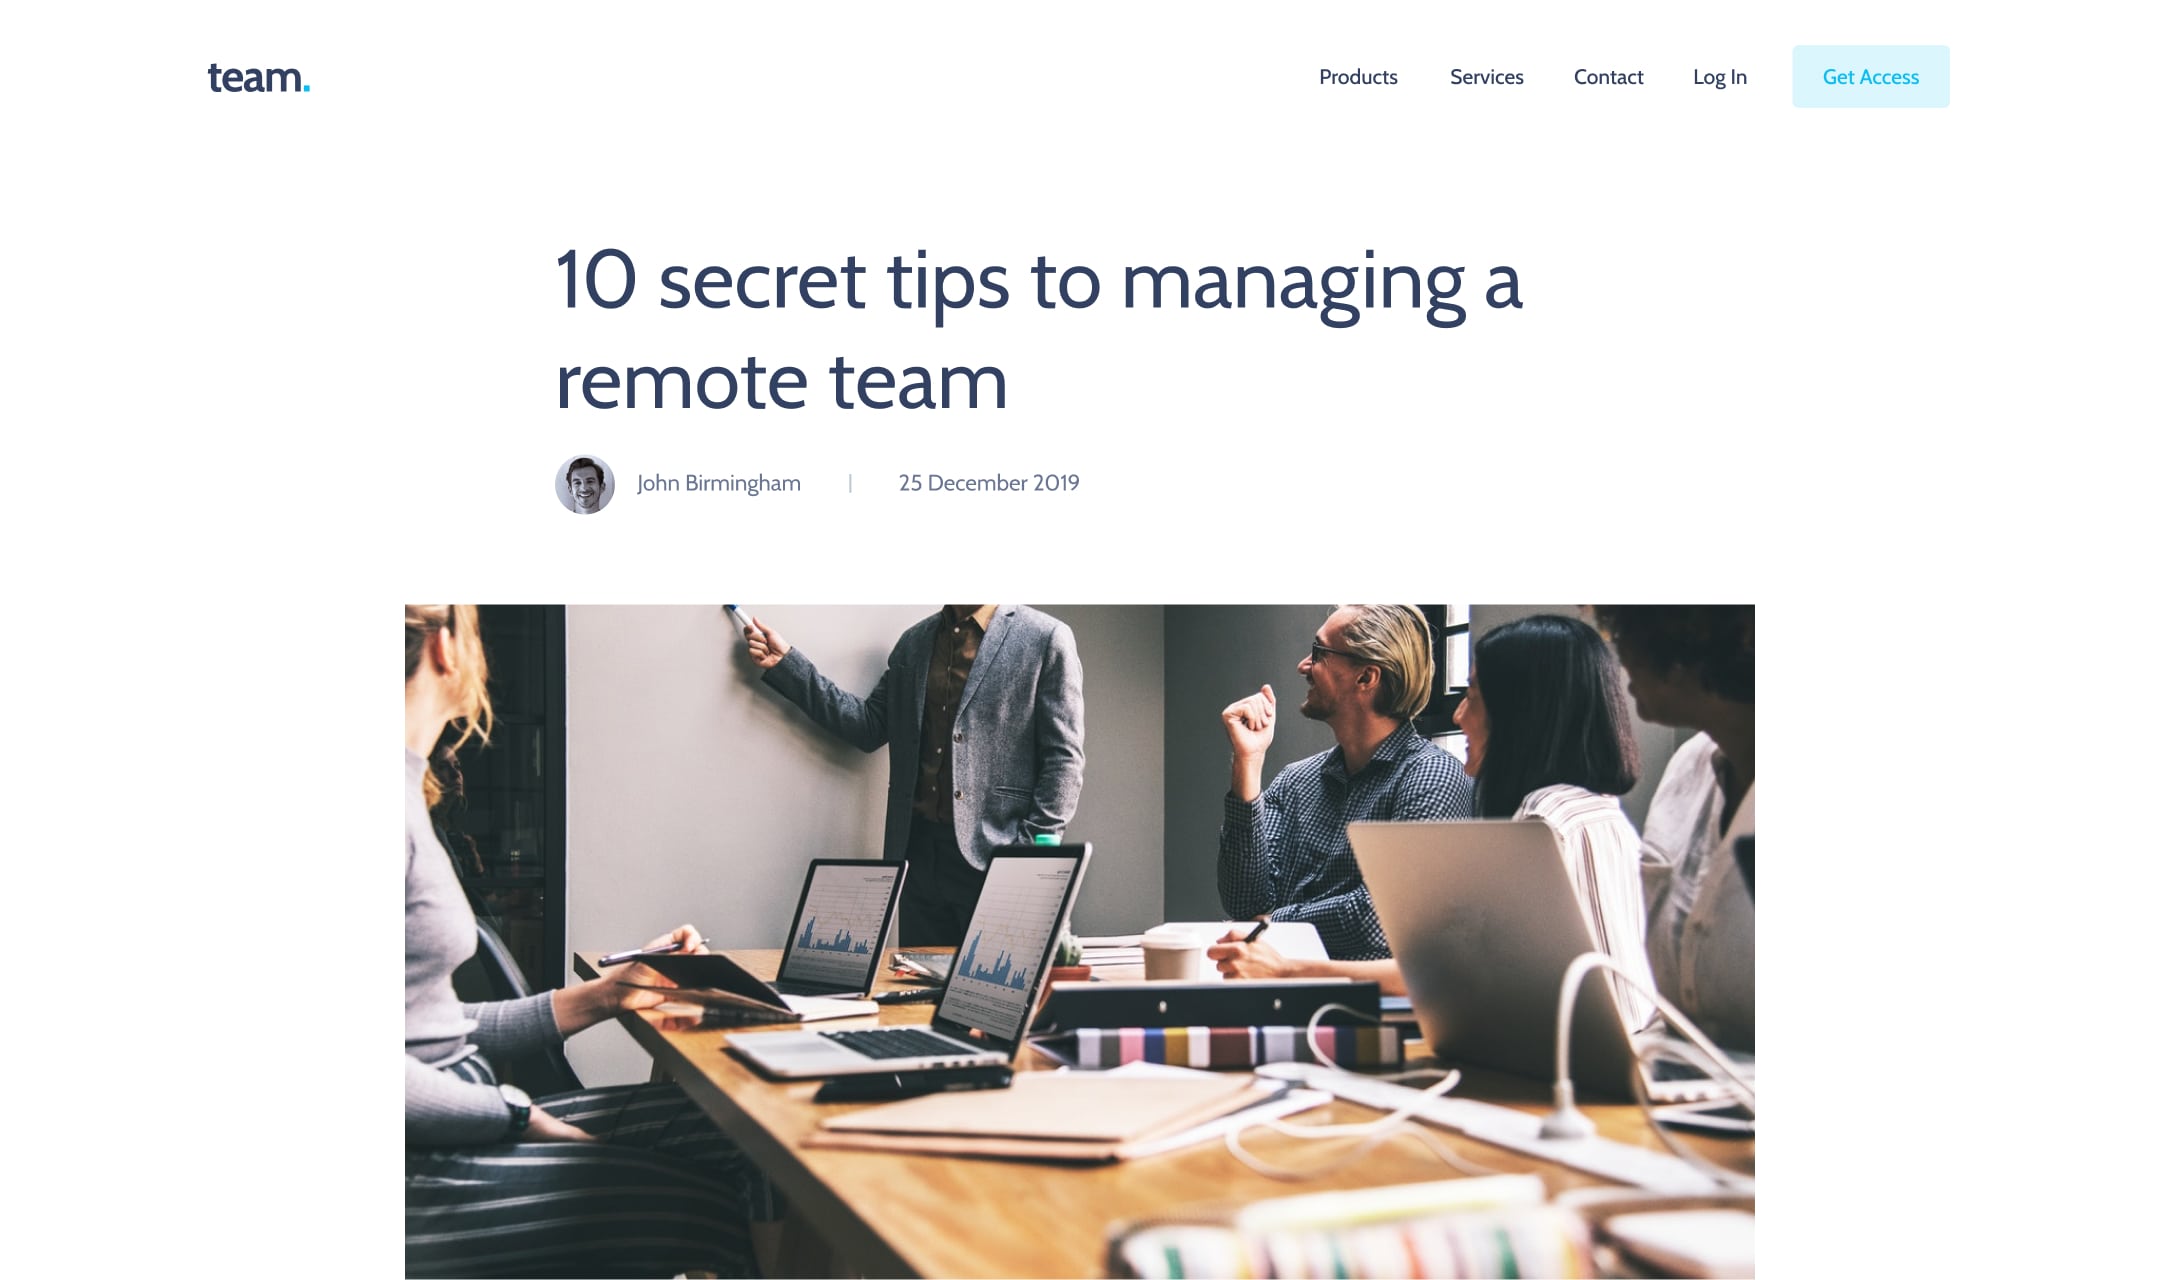 team.
Products
Services
Contact
Log In
Get Access
10 secret tips to managing a
remote team
John Birmingham | 25 December 2019